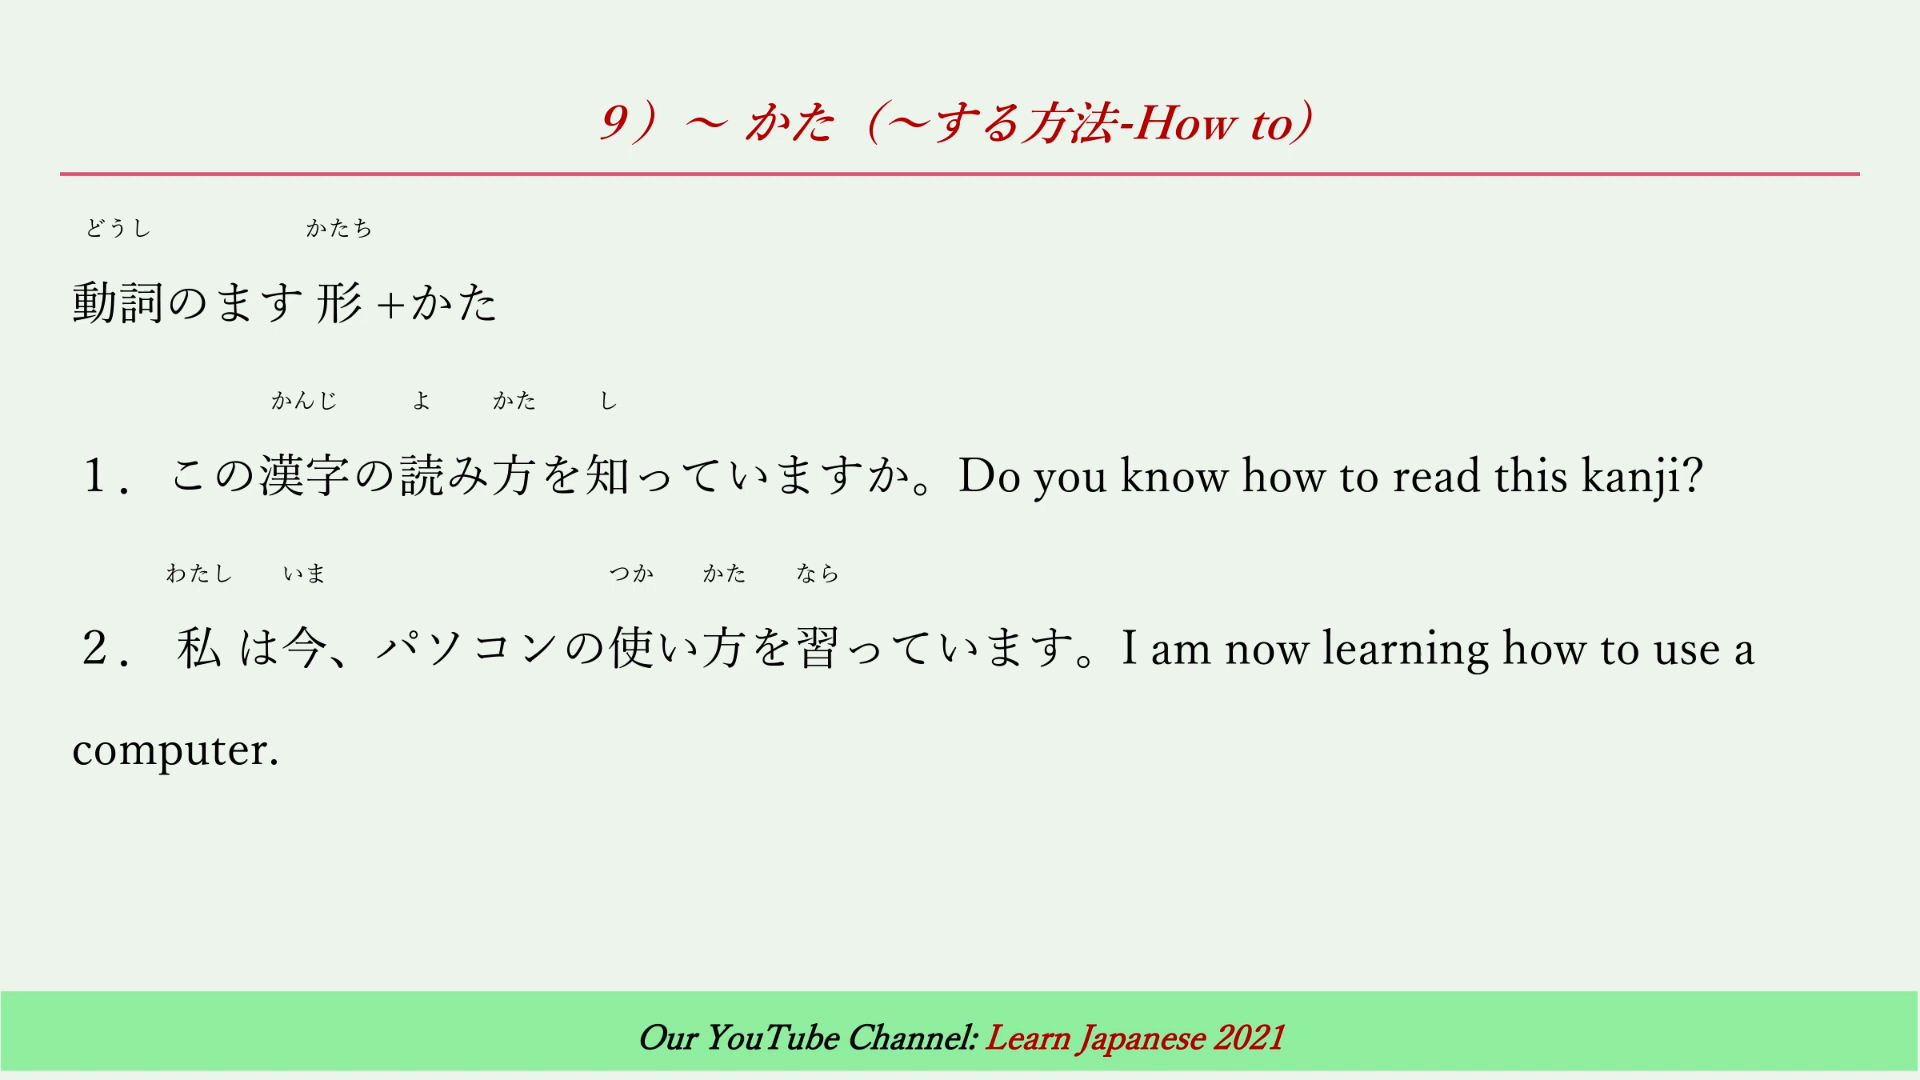 ９）～ かた（～する方法-How to）
どうし かたち
動詞のます 形 +かた
かんじ よ かた し
１．この漢字の読み方を知っていますか。Do you know how to read this kanji?
わたし いま つか かた なら
２． 私 は今、パソコンの使い方を習っています。I am now learning how to use a
computer.
Our YouTube Channel: Learn Japanese 2021